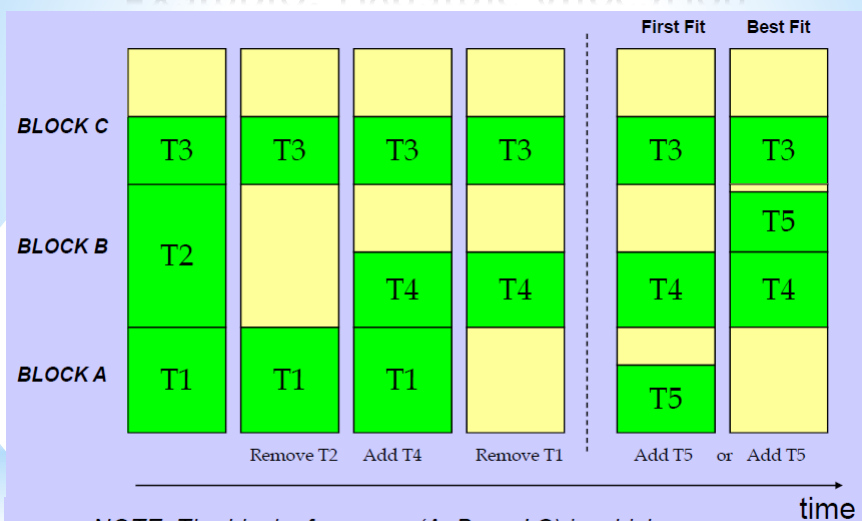 First Fit Best Fit
BLOCK C T3 T3 T3 T3 T3 T3
T5
BLOCK B T2 T4 T4 T4 T4
BLOCK A T1 T1 T1 T5
Remove T2 Add T4 Remove T1 Add T5 or Add T5
time